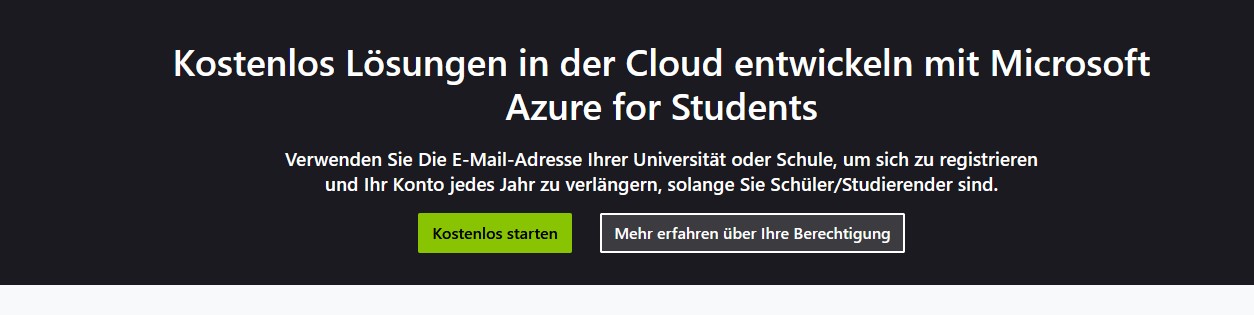 Kostenlos Lösungen in der Cloud entwickeln mit Microsoft
Azure for Students
Verwenden Sie Die E-Mail-Adresse Ihrer Universität oder Schule, um sich zu registrieren
und Ihr Konto jedes Jahr zu verlängern, solange Sie Schüler/Studierender sind.
Kostenlos starten
Mehr erfahren über Ihre Berechtigung